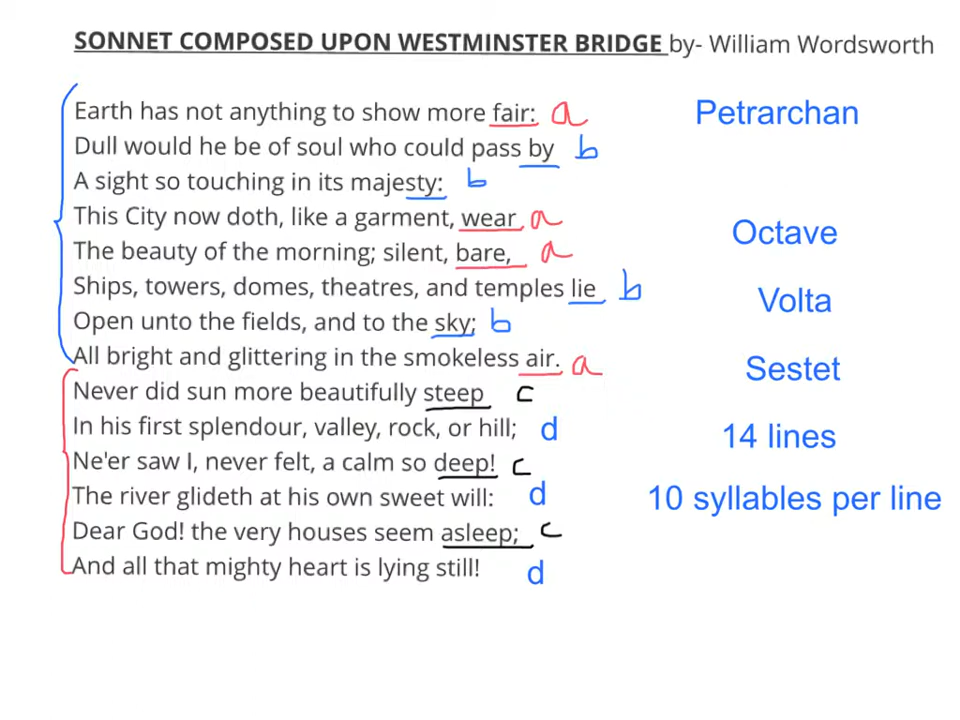 SONNET COMPOSED UPON WESTMINSTER BRIDGE by- William Wordsworth
Earth has not anything to show more fair: a
Dull would he be of soul who could pass by b
A sight so touching in its majesty: b
This City now doth, like a garment, wear a
The beauty of the morning; silent, bare, a
Ships, towers, domes, theatres, and temples lie b
Open unto the fields, and to the sky; b
All bright and glittering in the smokeless air. a
Never did sun more beautifully steep c
In his first splendour, valley, rock, or hill; d
Ne'er saw I, never felt, a calm so deep! c
The river glideth at his own sweet will: d
Dear God! the very houses seem asleep; c
And all that mighty heart is lying still! d
Petrarchan
Octave
Volta
Sestet
14 lines
10 syllables per line